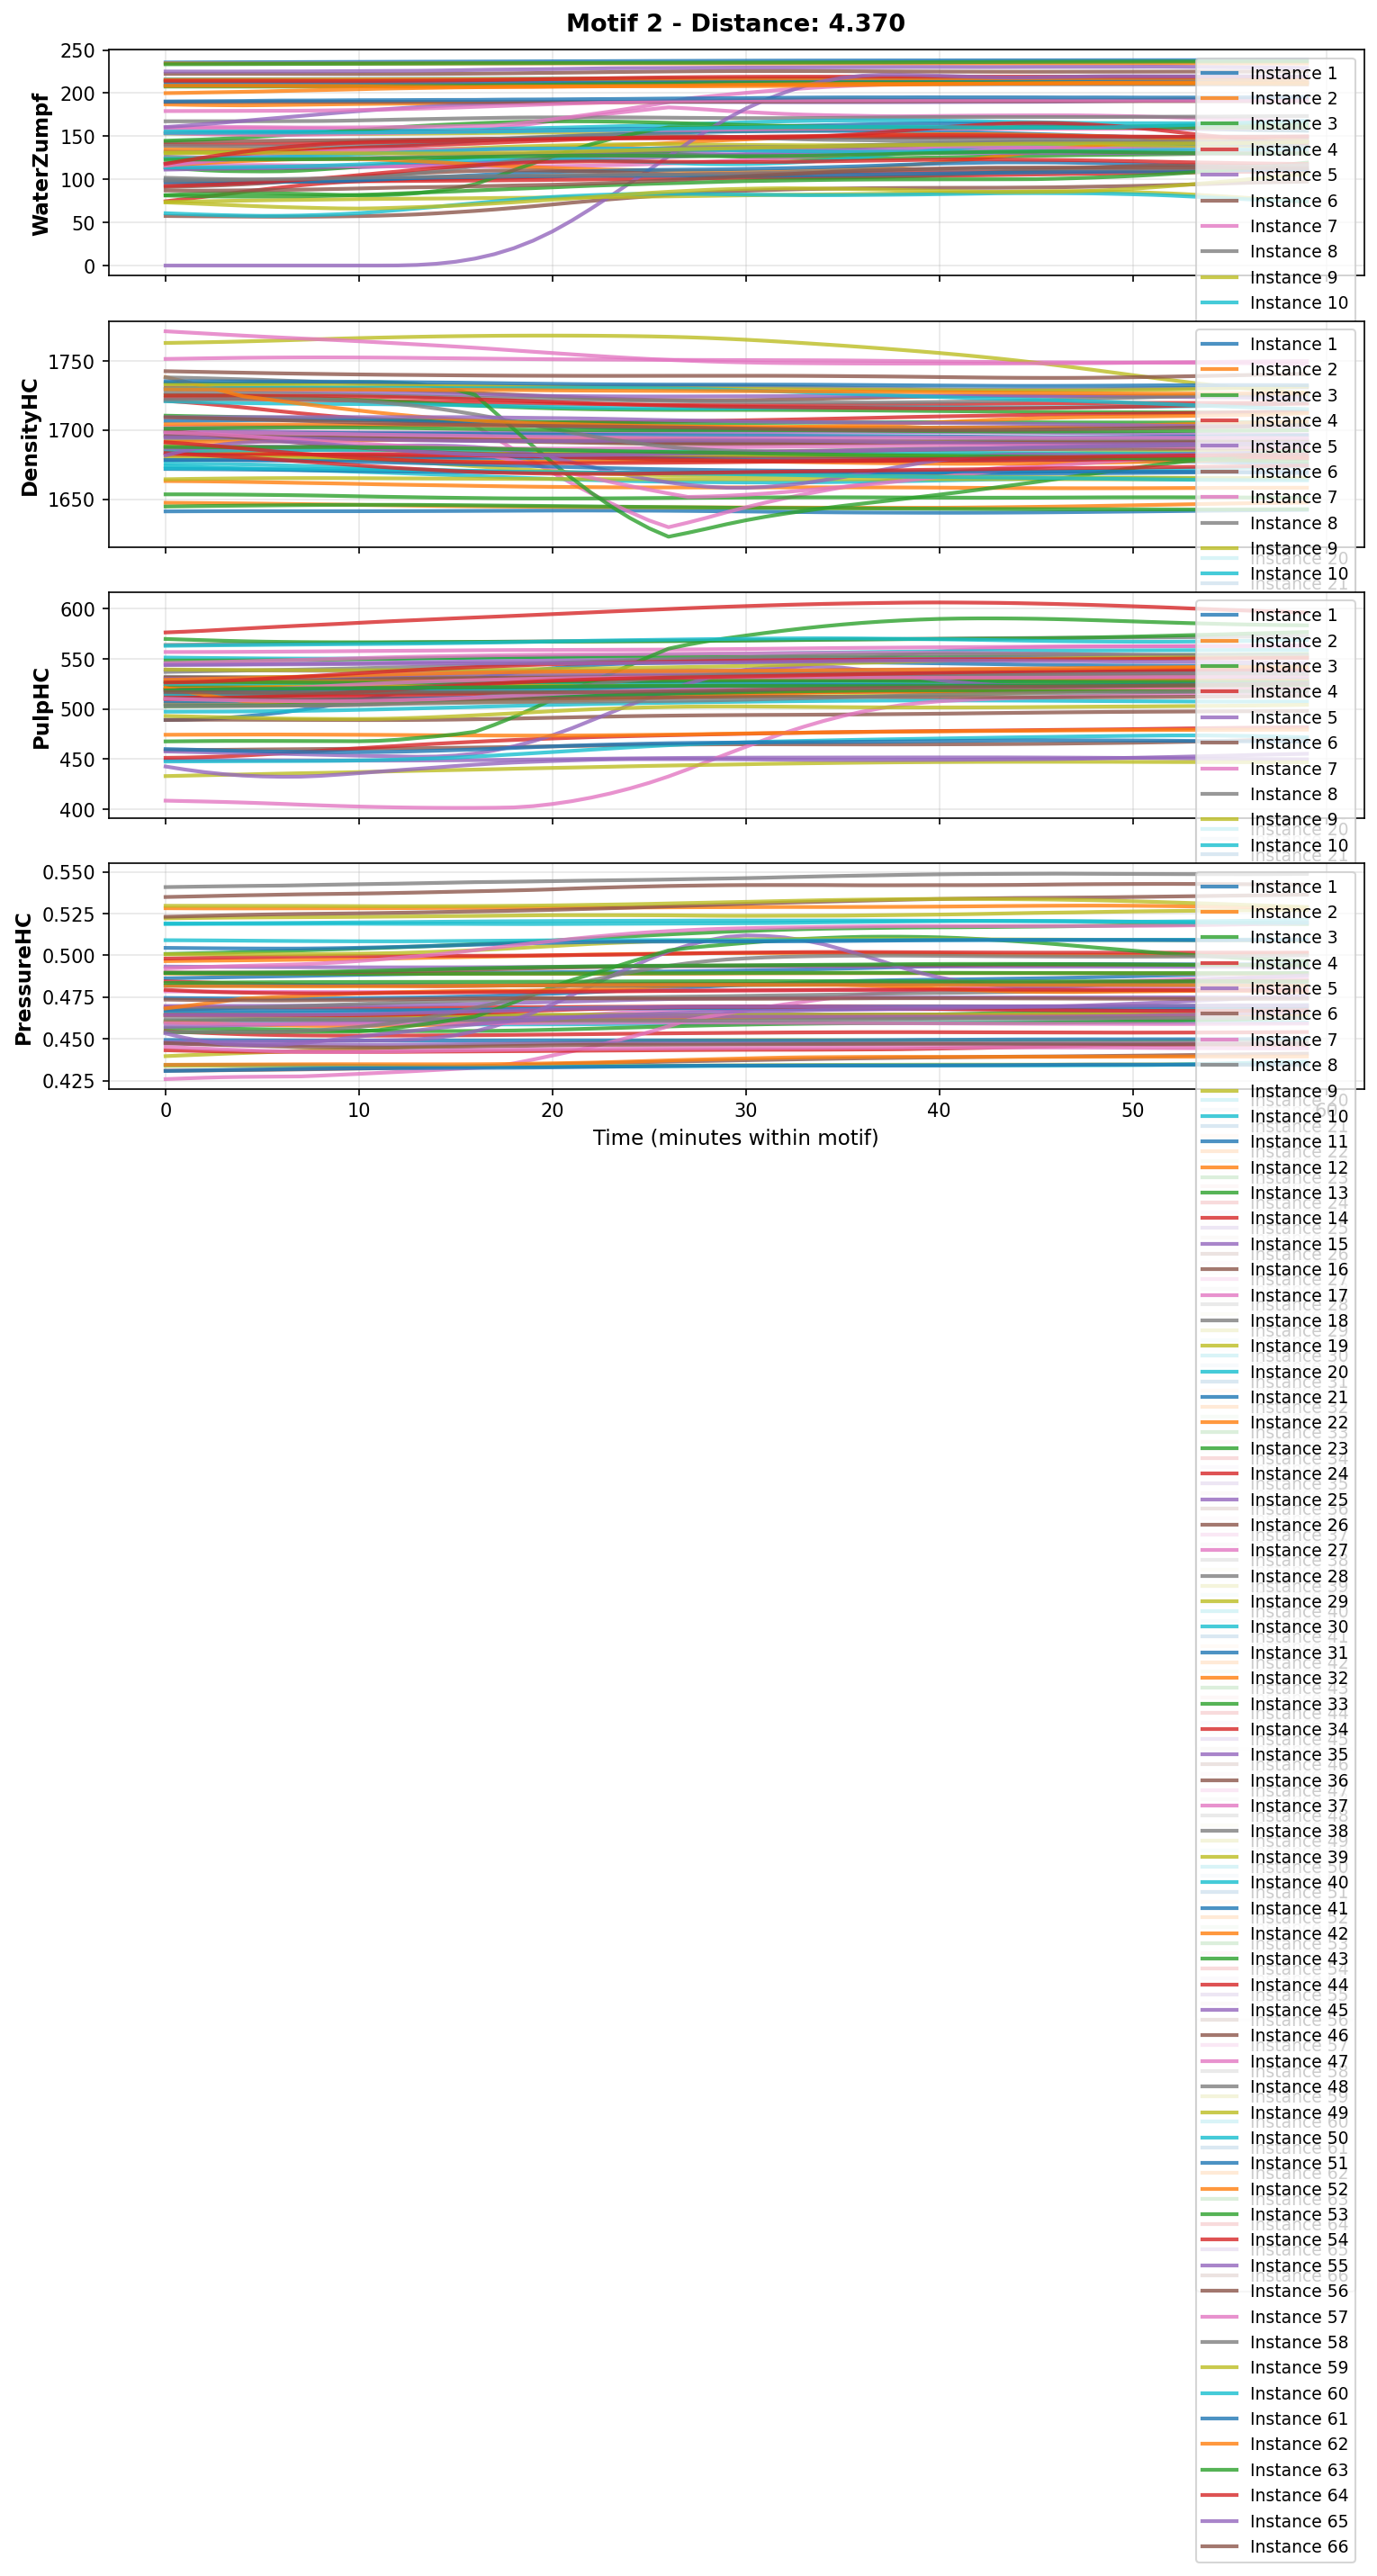 Motif 2 - Distance: 4.370
WaterZumpf
250
200
150
100
50
0
Instance 1
Instance 2
Instance 3
Instance 4
Instance 5
Instance 6
Instance 7
Instance 8
Instance 9
Instance 10
DensityHC
1750
1700
1650
Instance 1
Instance 2
Instance 3
Instance 4
Instance 5
Instance 6
Instance 7
Instance 8
Instance 9
Instance 10
PulpHC
600
550
500
450
400
Instance 1
Instance 2
Instance 3
Instance 4
Instance 5
Instance 6
Instance 7
Instance 8
Instance 9
Instance 10
PressureHC
0.550
0.525
0.500
0.475
0.450
0.425
0 10 20 30 40 50 60
Time (minutes within motif)
Instance 1
Instance 2
Instance 3
Instance 4
Instance 5
Instance 6
Instance 7
Instance 8
Instance 9
Instance 10
Instance 11
Instance 12
Instance 13
Instance 14
Instance 15
Instance 16
Instance 17
Instance 18
Instance 19
Instance 20
Instance 21
Instance 22
Instance 23
Instance 24
Instance 25
Instance 26
Instance 27
Instance 28
Instance 29
Instance 30
Instance 31
Instance 32
Instance 33
Instance 34
Instance 35
Instance 36
Instance 37
Instance 38
Instance 39
Instance 40
Instance 41
Instance 42
Instance 43
Instance 44
Instance 45
Instance 46
Instance 47
Instance 48
Instance 49
Instance 50
Instance 51
Instance 52
Instance 53
Instance 54
Instance 55
Instance 56
Instance 57
Instance 58
Instance 59
Instance 60
Instance 61
Instance 62
Instance 63
Instance 64
Instance 65
Instance 66